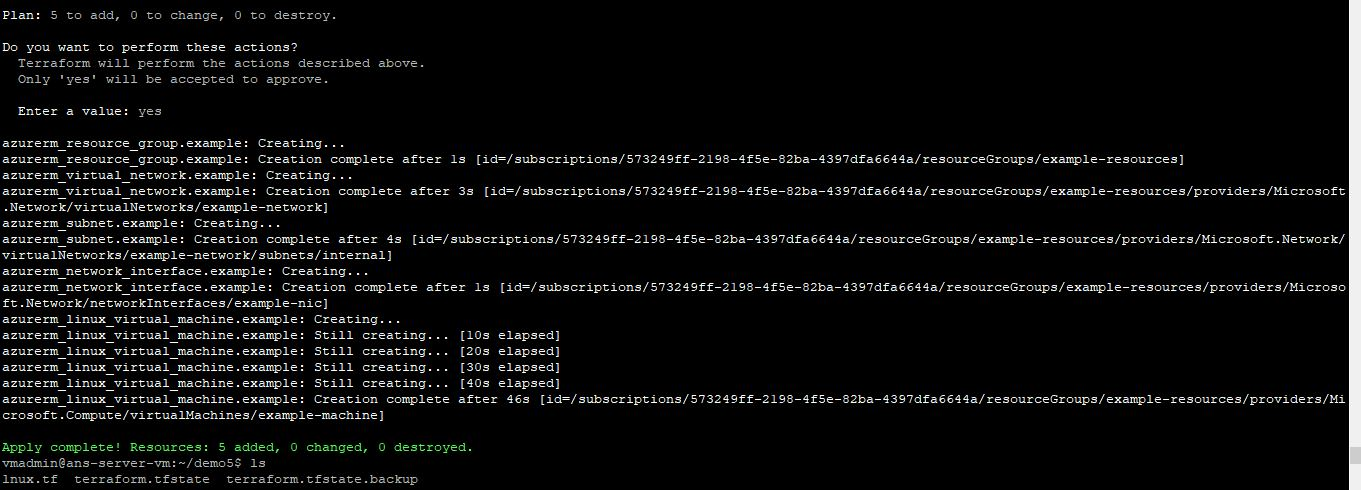 Plan: 5 to add, 0 to change, 0 to destroy.
Do you want to perform these actions?
Terraform will perform the actions described above.
Only 'yes' will be accepted to approve.
Enter a value: yes
azurerm_resource_group.example: Creating...
azurerm_resource_group.example: Creation complete after 1s [id=/subscriptions/573249ff-2198-4f5e-82ba-4397dfa6644a/resourceGroups/example-resources]
azurerm_virtual_network.example: Creating...
azurerm_virtual_network.example: Creation complete after 3s [id=/subscriptions/573249ff-2198-4f5e-82ba-4397dfa6644a/resourceGroups/example-resources/providers/Microsoft
.Network/virtualNetworks/example-network]
azurerm_subnet.example: Creating...
azurerm_subnet.example: Creation complete after 4s [id=/subscriptions/573249ff-2198-4f5e-82ba-4397dfa6644a/resourceGroups/example-resources/providers/Microsoft.Network/
virtualNetworks/example-network/subnets/internal]
azurerm_network_interface.example: Creating...
azurerm_network_interface.example: Creation complete after 1s [id=/subscriptions/573249ff-2198-4f5e-82ba-4397dfa6644a/resourceGroups/example-resources/providers/Microso
ft.Network/networkInterfaces/example-nic]
azurerm_linux_virtual_machine.example: Creating...
azurerm_linux_virtual_machine.example: Still creating... [10s elapsed]
azurerm_linux_virtual_machine.example: Still creating... [20s elapsed]
azurerm_linux_virtual_machine.example: Still creating... [30s elapsed]
azurerm_linux_virtual_machine.example: Still creating... [40s elapsed]
azurerm_linux_virtual_machine.example: Creation complete after 46s [id=/subscriptions/573249ff-2198-4f5e-82ba-4397dfa6644a/resourceGroups/example-resources/providers/Mi
crosoft.Compute/virtualMachines/example-machine]
Apply complete! Resources: 5 added, 0 changed, 0 destroyed.
vmadmin@ans-server-vm:~/demo5$ ls
lnux.tf  terraform.tfstate  terraform.tfstate.backup